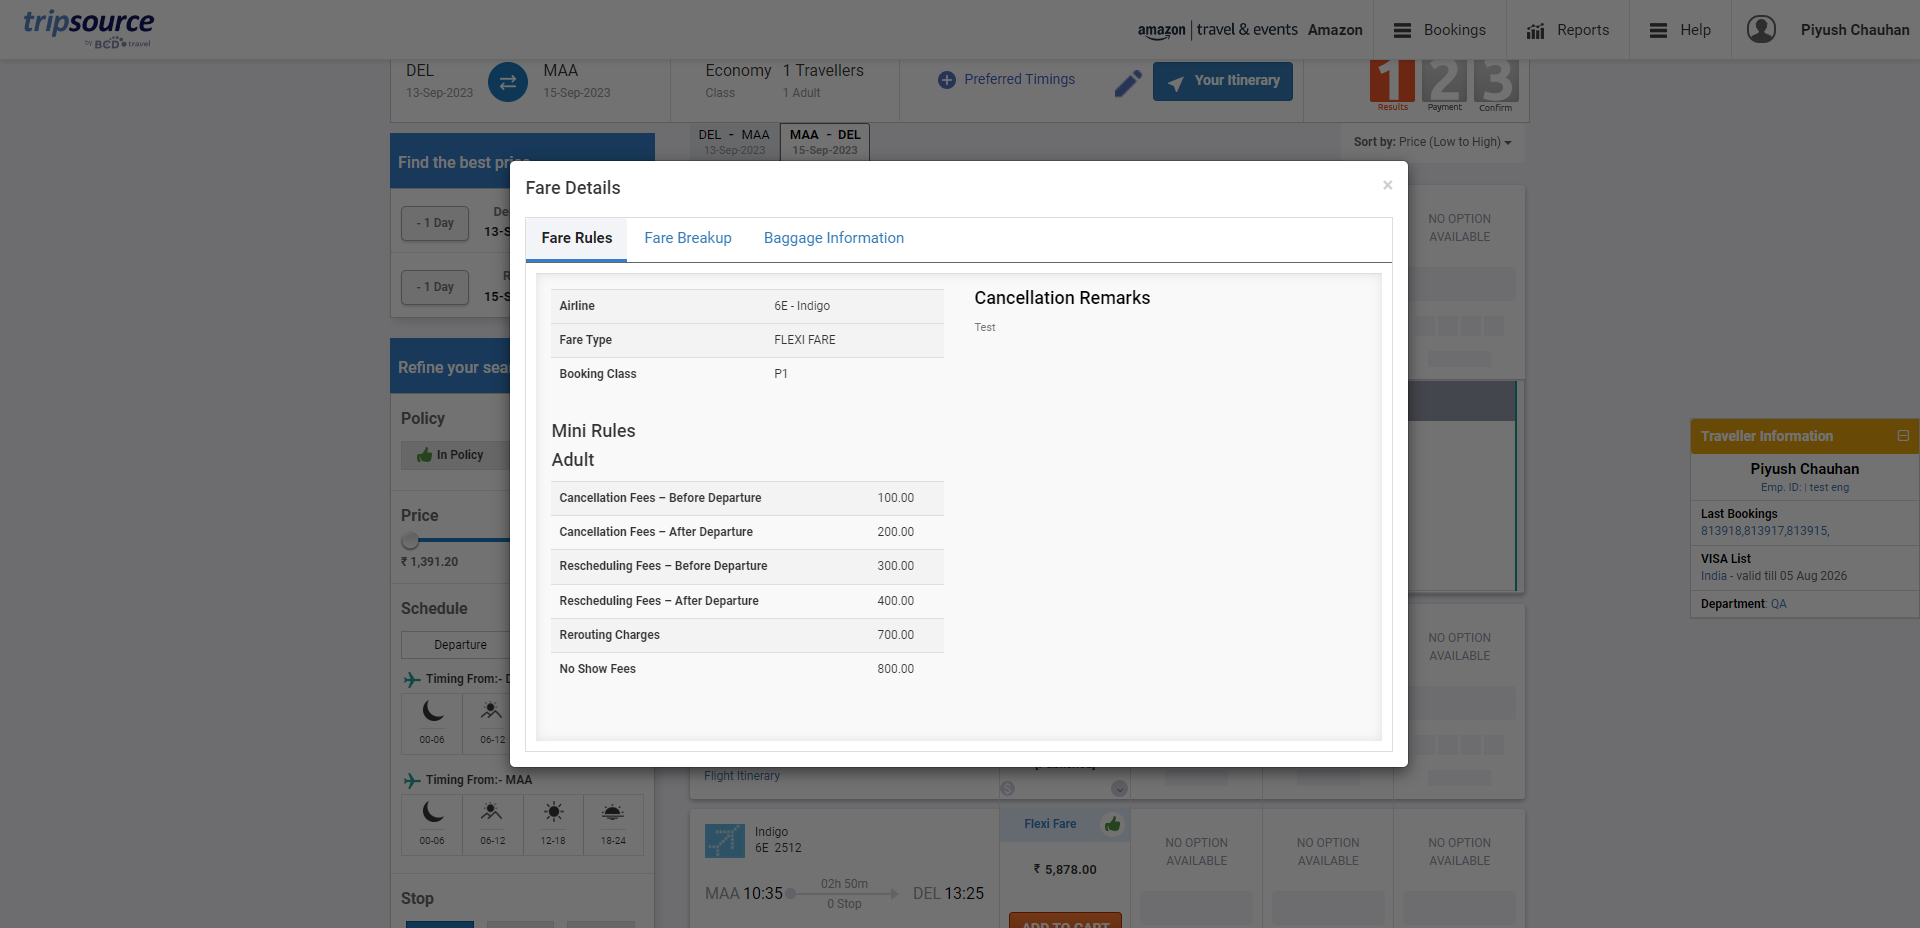 tripsource
by BCD travel
amazon | travel & events Amazon
Bookings
Reports
Help
Piyush Chauhan
DEL
13-Sep-2023
MAA
15-Sep-2023
Economy
Class
1 Travellers
1 Adult
Preferred Timings
Your Itinerary
1 2 3
Results Payment Confirm
Find the best
DEL - MAA
13-Sep-2023
MAA - DEL
15-Sep-2023
Sort by: Price (Low to High)
- 1 Day
- 1 Day
Refine your
Policy
In Policy
Price
₹ 1,391.20
Schedule
Departure
Timing From:-
00-06
06-12
Timing From:- MAA
00-06
06-12
12-18
18-24
Stop
Fare Details
×
Fare Rules
Fare Breakup
Baggage Information
Airline 6E - Indigo
Fare Type FLEXI FARE
Booking Class P1
Cancellation Remarks
Test
Mini Rules
Adult
Cancellation Fees – Before Departure 100.00
Cancellation Fees – After Departure 200.00
Rescheduling Fees – Before Departure 300.00
Rescheduling Fees – After Departure 400.00
Rerouting Charges 700.00
No Show Fees 800.00
NO OPTION
AVAILABLE
NO OPTION
AVAILABLE
Traveller Information
Piyush Chauhan
Emp. ID: | test eng
Last Bookings
813918,813917,813915,
VISA List
India - valid till 05 Aug 2026
Department: QA
Flight Itinerary
Indigo
6E 2512
MAA 10:35
02h 50m
0 Stop
DEL 13:25
Flexi Fare
₹ 5,878.00
ADD TO CART
NO OPTION
AVAILABLE
NO OPTION
AVAILABLE
NO OPTION
AVAILABLE